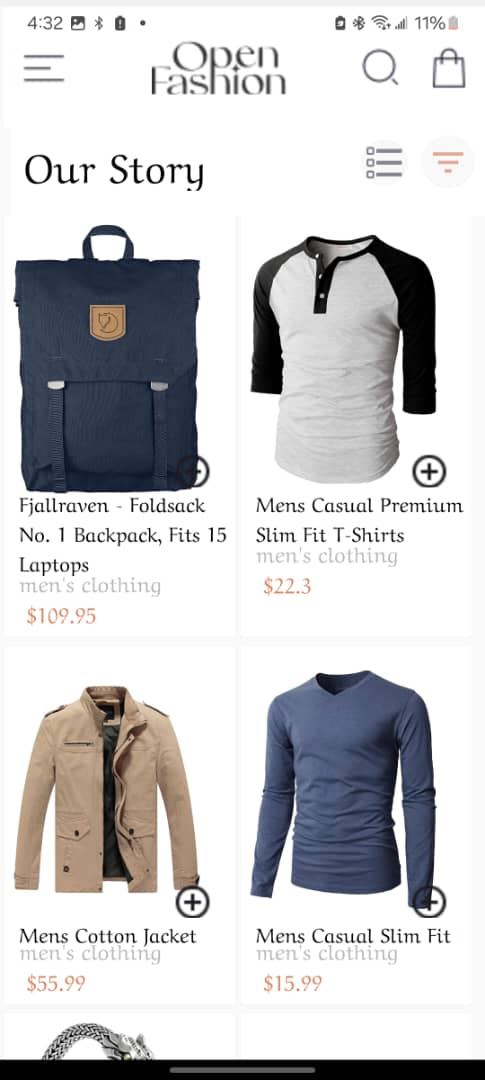 4:32
11%
Open
Fashion
Our Story
Fjallraven - Foldsack
No. 1 Backpack, Fits 15
Laptops
men's clothing
$109.95
Mens Casual Premium
Slim Fit T-Shirts
men's clothing
$22.3
Mens Cotton Jacket
men's clothing
$55.99
Mens Casual Slim Fit
men's clothing
$15.99